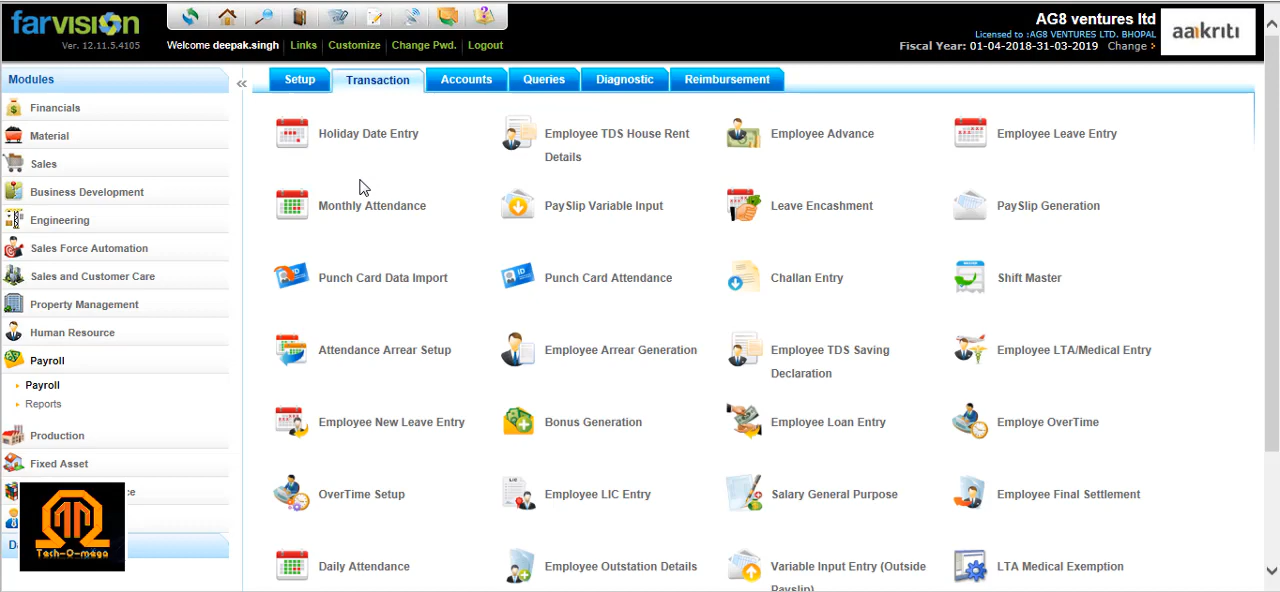 farvision
Ver. 12.11.5.4105
Welcome deepak.singh | Links | Customize | Change Pwd. | Logout
AG8 ventures ltd
Licensed to :AG8 VENTURES LTD. BHOPAL
Fiscal Year: 01-04-2018-31-03-2019 Change
aakriti
Modules
Financials
Material
Sales
Business Development
Engineering
Sales Force Automation
Sales and Customer Care
Property Management
Human Resource
Payroll
Payroll
Reports
Production
Fixed Asset
Tech-O-mega
Setup Transaction Accounts Queries Diagnostic Reimbursement
Holiday Date Entry
Employee TDS House Rent
Details
Employee Advance
Employee Leave Entry
Monthly Attendance
PaySlip Variable Input
Leave Encashment
PaySlip Generation
Punch Card Data Import
Punch Card Attendance
Challan Entry
Shift Master
Attendance Arrear Setup
Employee Arrear Generation
Employee TDS Saving
Declaration
Employee LTA/Medical Entry
Employee New Leave Entry
Bonus Generation
Employee Loan Entry
Employe OverTime
OverTime Setup
Employee LIC Entry
Salary General Purpose
Employee Final Settlement
Daily Attendance
Employee Outstation Details
Variable Input Entry (Outside
Payslip)
LTA Medical Exemption